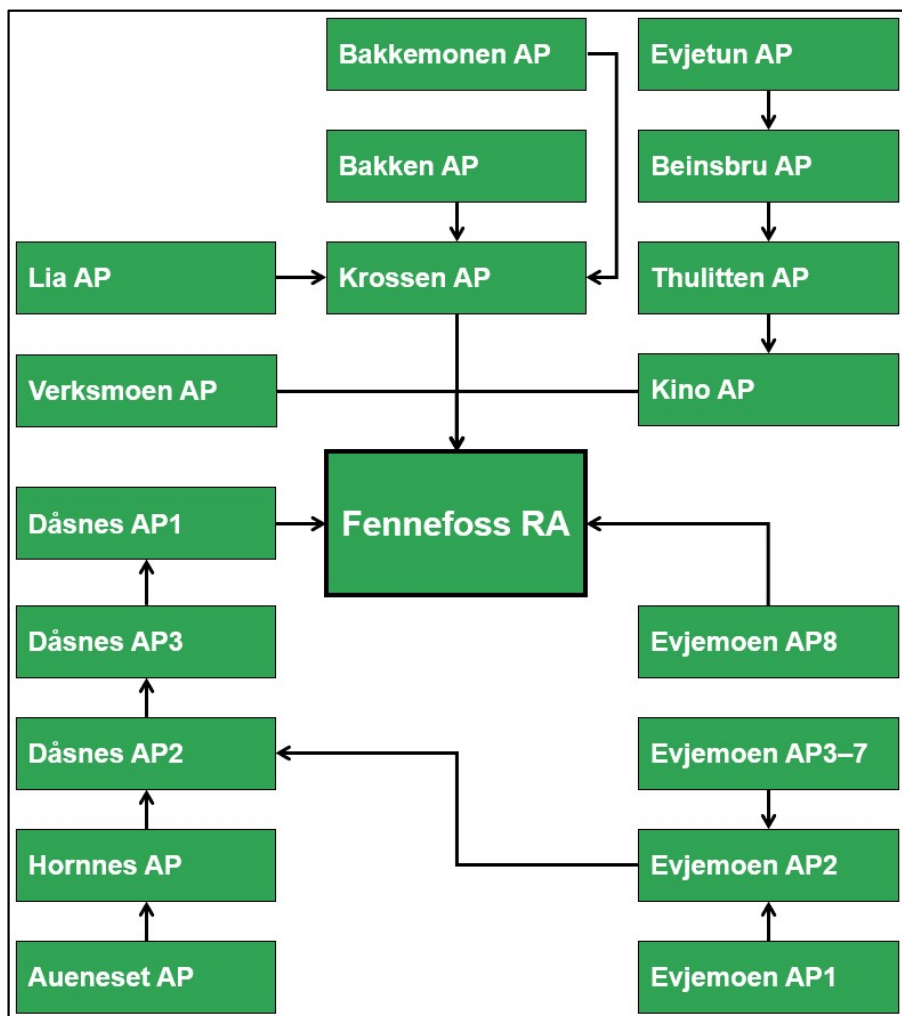 Bakkemonen AP
Evjetun AP
Bakken AP
Beinsbru AP
Lia AP
Krossen AP
Thulitten AP
Verksmoen AP
Kino AP
Dåsnes AP1
Fennefoss RA
Dåsnes AP3
Evjemoen AP8
Dåsnes AP2
Evjemoen AP3–7
Hornnes AP
Evjemoen AP2
Aueneset AP
Evjemoen AP1